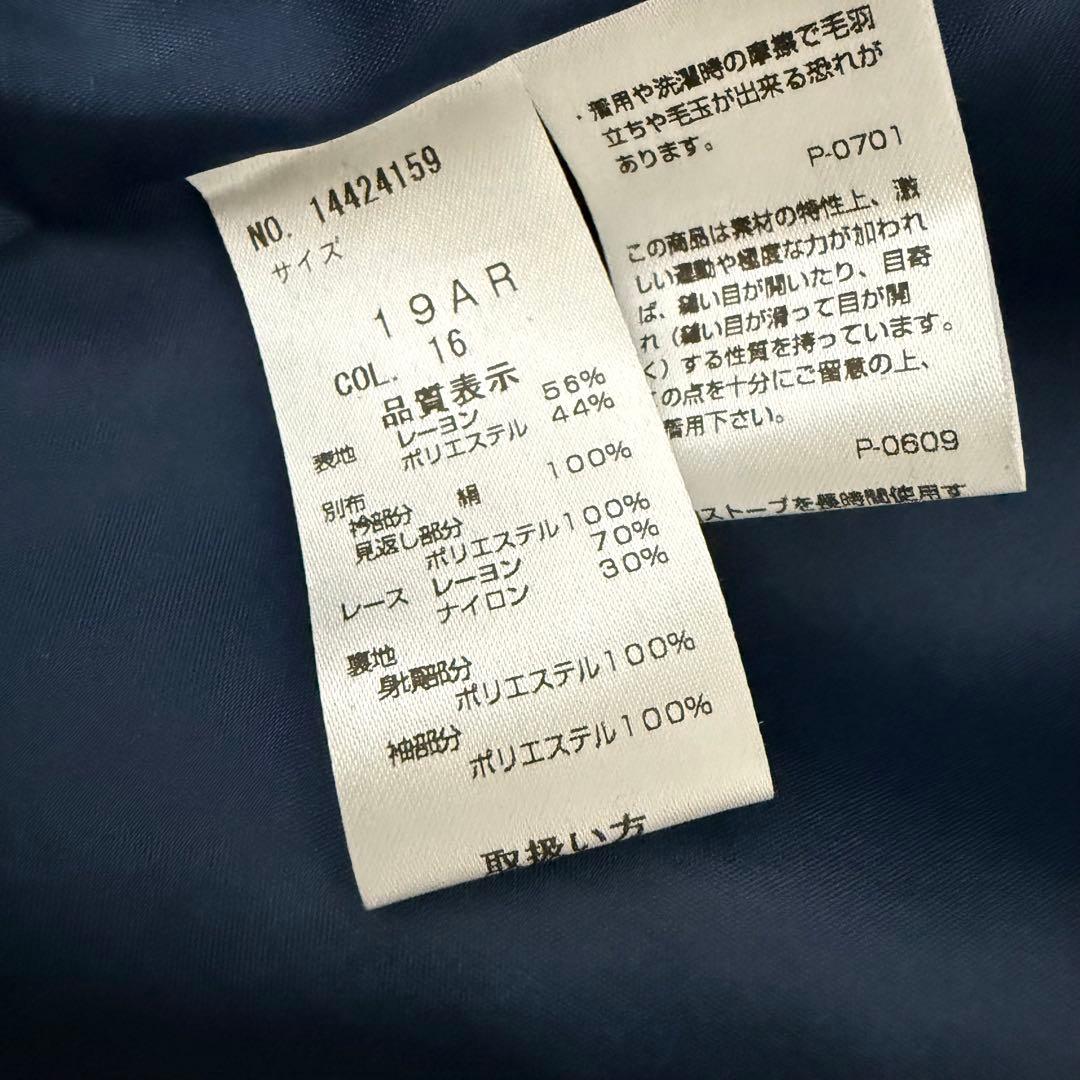 NO. 14424159
サイズ
19AR
COL. 16
品質表示
表地 レーヨン 56%
ポリエステル 44%
別布
衿部分 絹 100%
見返し部分
ポリエステル100%
レース レーヨン 70%
ナイロン 30%
裏地
身頃部分
ポリエステル100%
袖部分
ポリエステル100%
取扱い方
・着用や洗濯時の摩擦で毛羽
立ちや毛玉が出来る恐れが
あります。
P-0701
この商品は素材の特性上、激
しい運動や極度な力が加われ
ば、縫い目が開いたり、目寄
れ(縫い目が滑って目が開
く)する性質を持っています。
の点を十分にご留意の上、
着用下さい。
P-0609
ストーブを長時間使用す